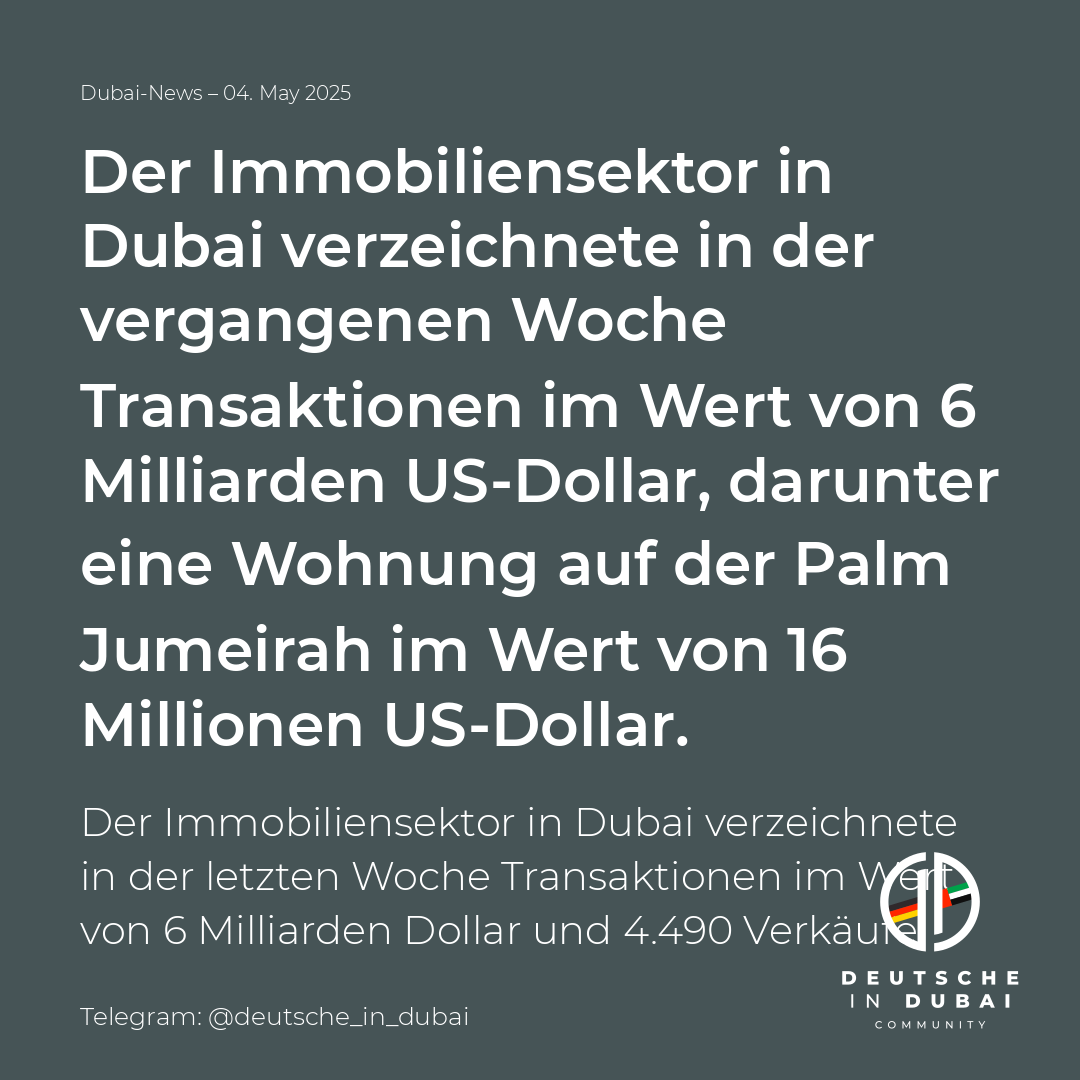 Dubai-News – 04. May 2025
Der Immobiliensektor in
Dubai verzeichnete in der
vergangenen Woche
Transaktionen im Wert von 6
Milliarden US-Dollar, darunter
eine Wohnung auf der Palm
Jumeirah im Wert von 16
Millionen US-Dollar.
Der Immobiliensektor in Dubai verzeichnete
in der letzten Woche Transaktionen im Wert
von 6 Milliarden Dollar und 4.490 Verkäufe
Telegram: @deutsche_in_dubai
DEUTSCHE
IN DUBAI
COMMUNITY